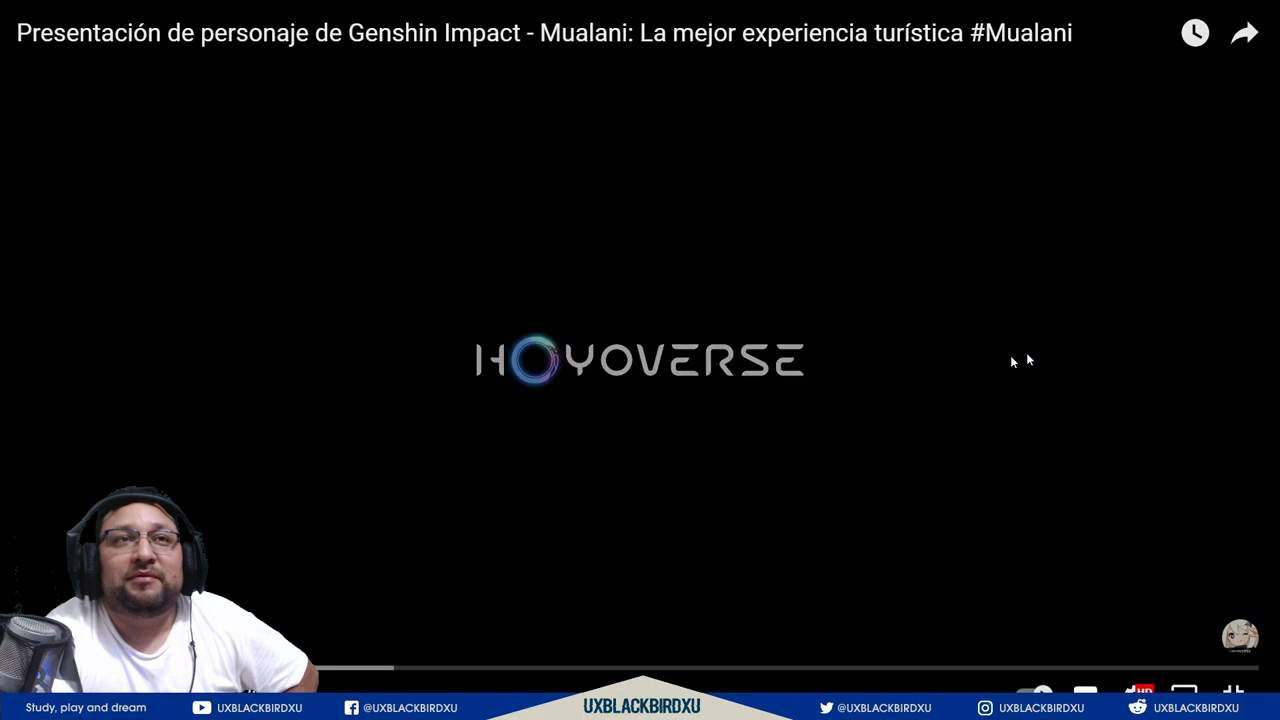 Presentación de personaje de Genshin Impact - Mualani: La mejor experiencia turística #Mualani
HOYOVERSE
HD
Study, play and dream
UXBLACKBIRDXU
@UXBLACKBIRDXU
UXBLACKBIRDXU
@UXBLACKBIRDXU
UXBLACKBIRDXU
UXBLACKBIRDXU